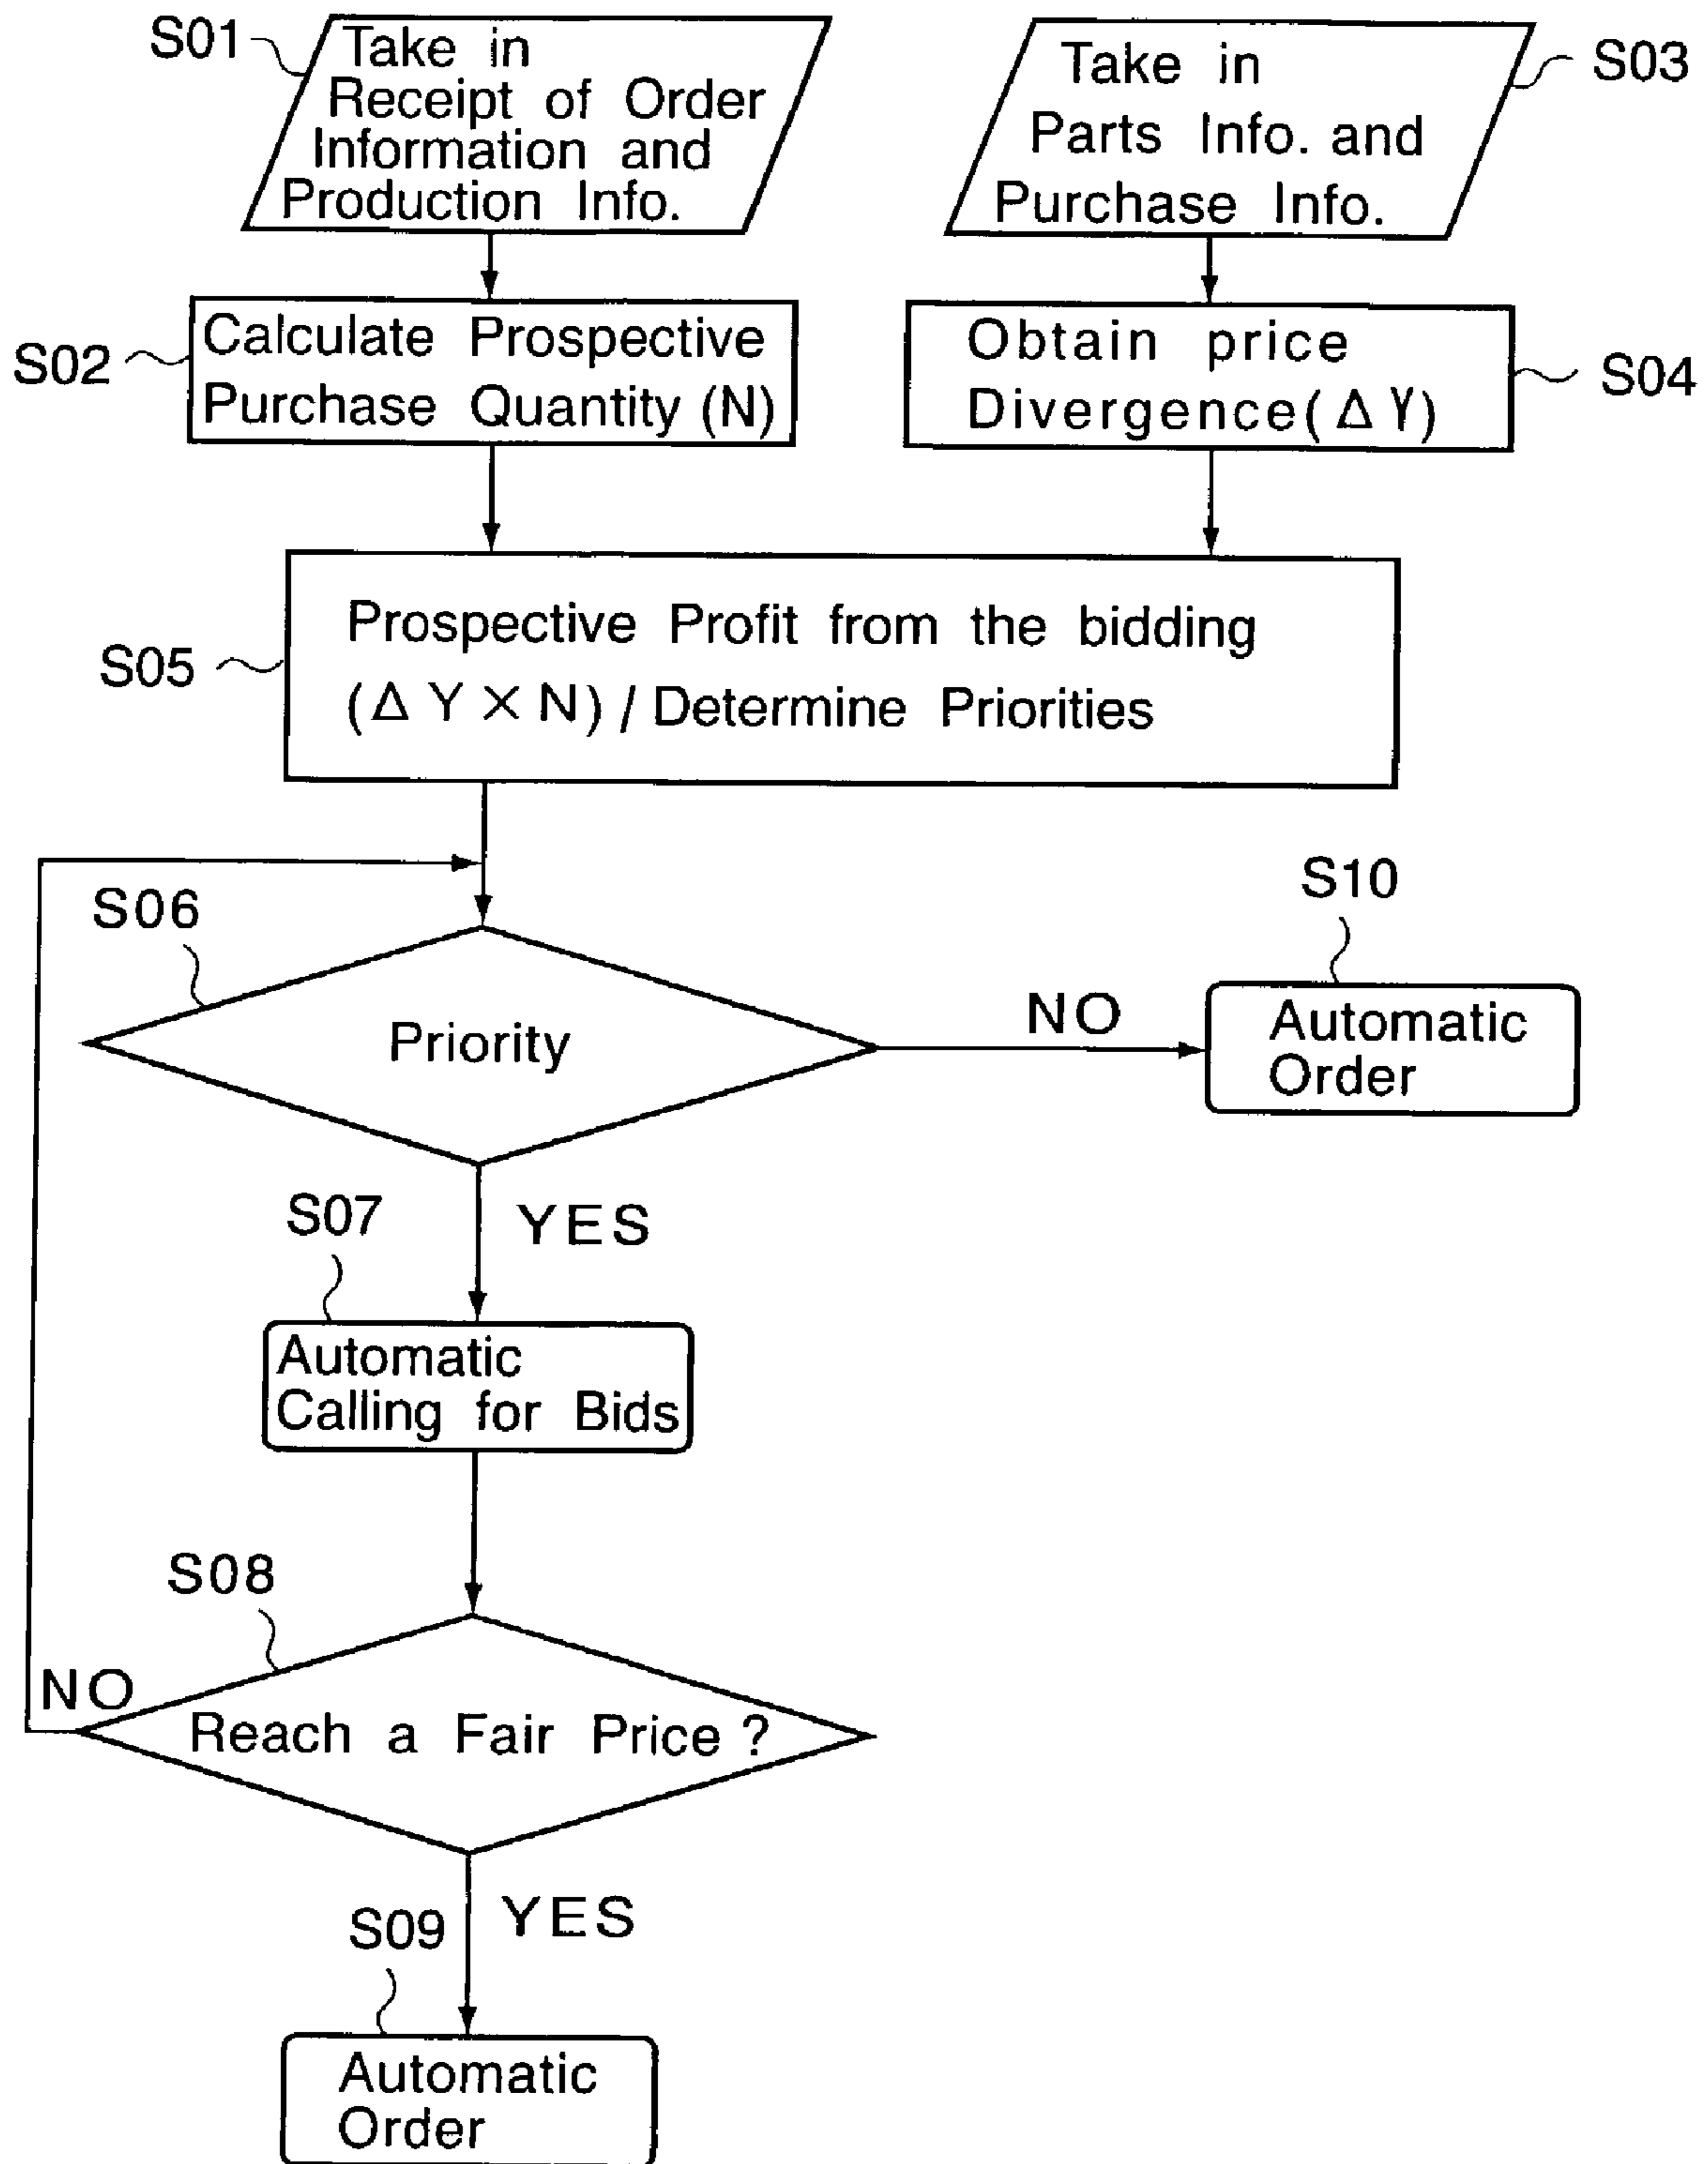 S01
Take in
Receipt of Order
Information and
Production Info.
S03
Take in
Parts Info. and
Purchase Info.
S02
Calculate Prospective
Purchase Quantity (N)
S04
Obtain price
Divergence(Δ Y)
S05
Prospective Profit from the bidding
(Δ Y × N) / Determine Priorities
S06
Priority
NO
S10
Automatic
Order
YES
S07
Automatic
Calling for Bids
S08
NO
Reach a Fair Price ?
YES
S09
Automatic
Order